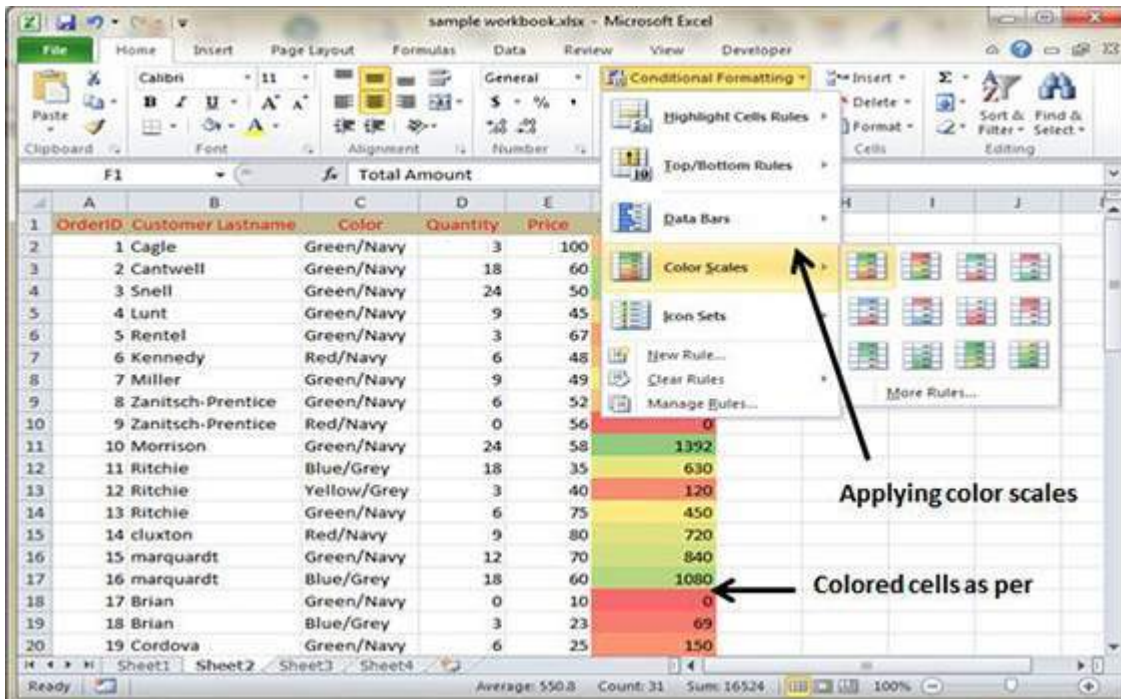 sample workbook.xlsx - Microsoft Excel
File Home Insert Page Layout Formulas Data Review View Developer
Calibri 11 General Conditional Formatting Insert Σ
Paste B I U A A $ % , Delete
A Format Sort & Filter Find & Select
Clipboard Font Alignment Number Cells Editing
F1 fx Total Amount
Highlight Cells Rules
Top/Bottom Rules
Data Bars
Color Scales
Icon Sets
New Rule...
Clear Rules
Manage Rules...
More Rules...
A B C D E H I J
1 OrderID Customer Lastname Color Quantity Price
2 1 Cagle Green/Navy 3 100
3 2 Cantwell Green/Navy 18 60
4 3 Snell Green/Navy 24 50
5 4 Lunt Green/Navy 9 45
6 5 Rentel Green/Navy 3 67
7 6 Kennedy Red/Navy 6 48
8 7 Miller Green/Navy 9 49
9 8 Zanitsch-Prentice Green/Navy 6 52
10 9 Zanitsch-Prentice Red/Navy 0 56 0
11 10 Morrison Green/Navy 24 58 1392
12 11 Ritchie Blue/Grey 18 35 630
13 12 Ritchie Yellow/Grey 3 40 120
14 13 Ritchie Green/Navy 6 75 450
15 14 cluxton Red/Navy 9 80 720
16 15 marquardt Green/Navy 12 70 840
17 16 marquardt Blue/Grey 18 60 1080
18 17 Brian Green/Navy 0 10 0
19 18 Brian Blue/Grey 3 23 69
20 19 Cordova Green/Navy 6 25 150
Applying color scales
Colored cells as per
Sheet1 Sheet2 Sheet3 Sheet4
Ready Average: 550.8 Count: 31 Sum: 16524 100%